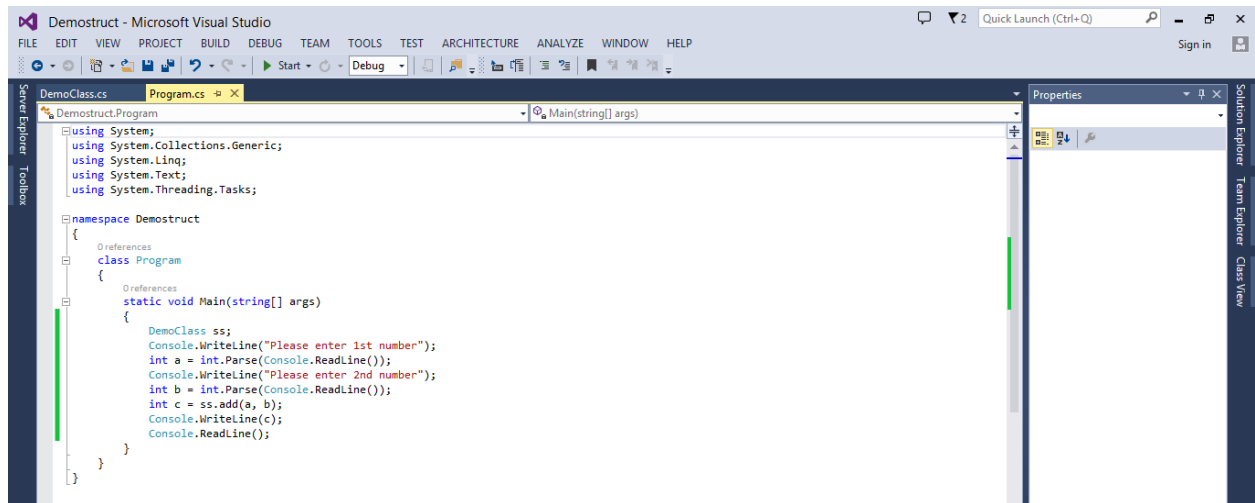 Demostruct - Microsoft Visual Studio
2
Quick Launch (Ctrl+Q)
FILE EDIT VIEW PROJECT BUILD DEBUG TEAM TOOLS TEST ARCHITECTURE ANALYZE WINDOW HELP
Sign in
Start
Debug
Server Explorer
Toolbox
DemoClass.cs
Program.cs
Demostruct.Program
Main(string[] args)
using System;
using System.Collections.Generic;
using System.Linq;
using System.Text;
using System.Threading.Tasks;
namespace Demostruct
{
0 references
class Program
{
0 references
static void Main(string[] args)
{
DemoClass ss;
Console.WriteLine("Please enter 1st number");
int a = int.Parse(Console.ReadLine());
Console.WriteLine("Please enter 2nd number");
int b = int.Parse(Console.ReadLine());
int c = ss.add(a, b);
Console.WriteLine(c);
Console.ReadLine();
}
}
}
Properties
Solution Explorer
Team Explorer
Class View